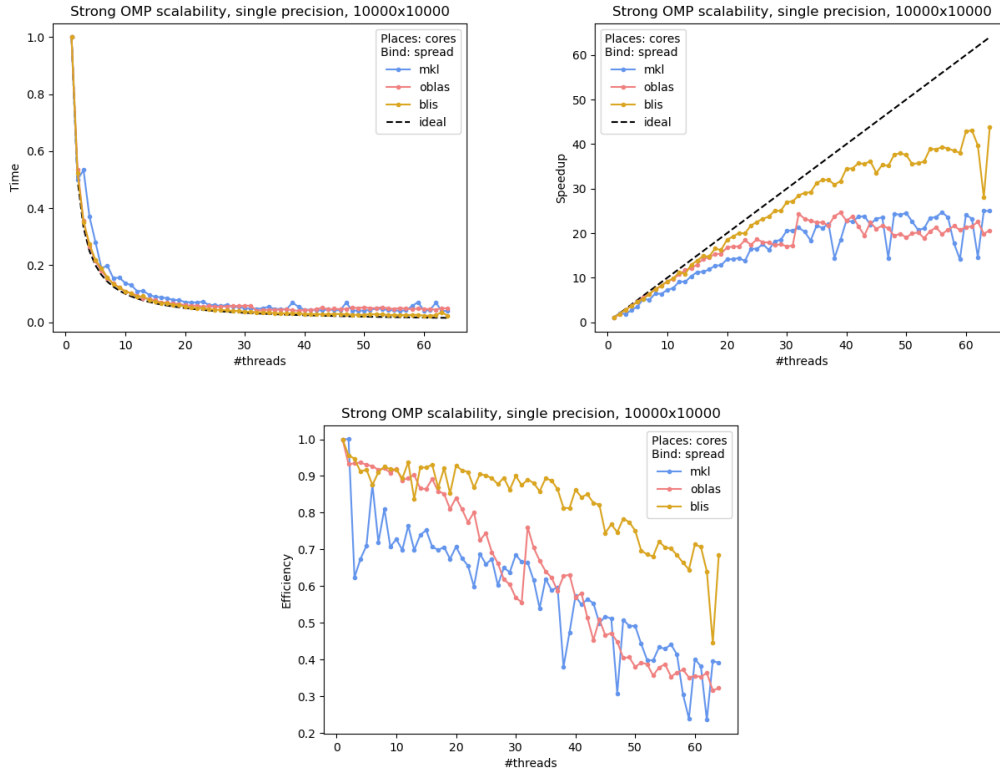 Strong OMP scalability, single precision, 10000x10000
1.0
0.8
0.6
0.4
0.2
0.0
Time
Places: cores
Bind: spread
mkl
oblas
blis
ideal
0
10
20
30
40
50
60
#threads
Strong OMP scalability, single precision, 10000x10000
60
50
40
30
20
10
0
Speedup
Places: cores
Bind: spread
mkl
oblas
blis
ideal
0
10
20
30
40
50
60
#threads
Strong OMP scalability, single precision, 10000x10000
1.0
0.9
0.8
0.7
0.6
0.5
0.4
0.3
0.2
Efficiency
Places: cores
Bind: spread
mkl
oblas
blis
0
10
20
30
40
50
60
#threads